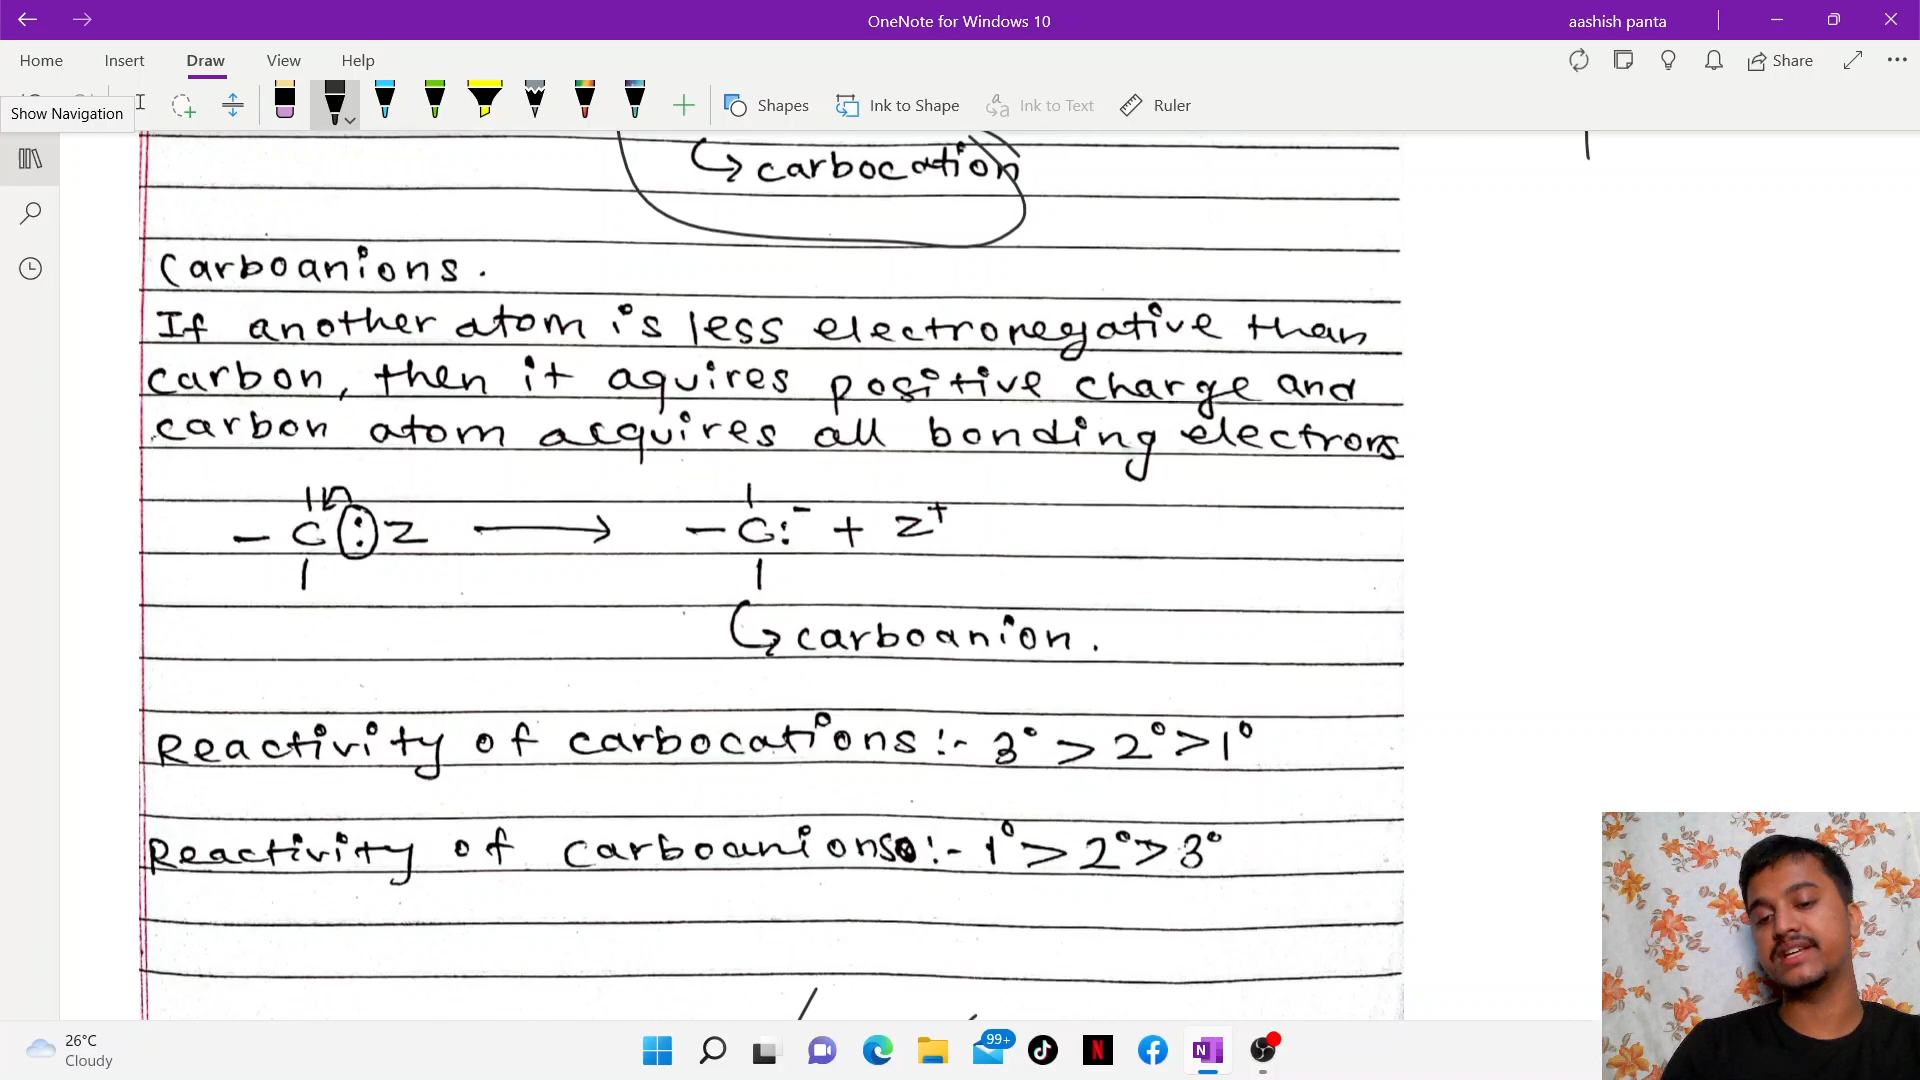 OneNote for Windows 10
aashish panta
Home Insert Draw View Help
Share
Show Navigation
Shapes
Ink to Shape
Ink to Text
Ruler
carbocation
Carboanions.
If another atom is less electronegative than
carbon, then it aquires positive charge and
carbon atom acquires all bonding electrons
– C : Z ⟶ – C:⁻ + Z⁺
carboanion.
Reactivity of carbocations :- 3° > 2° > 1°
Reactivity of carboanions :- 1° > 2° > 3°
26°C
Cloudy
99+
N
N